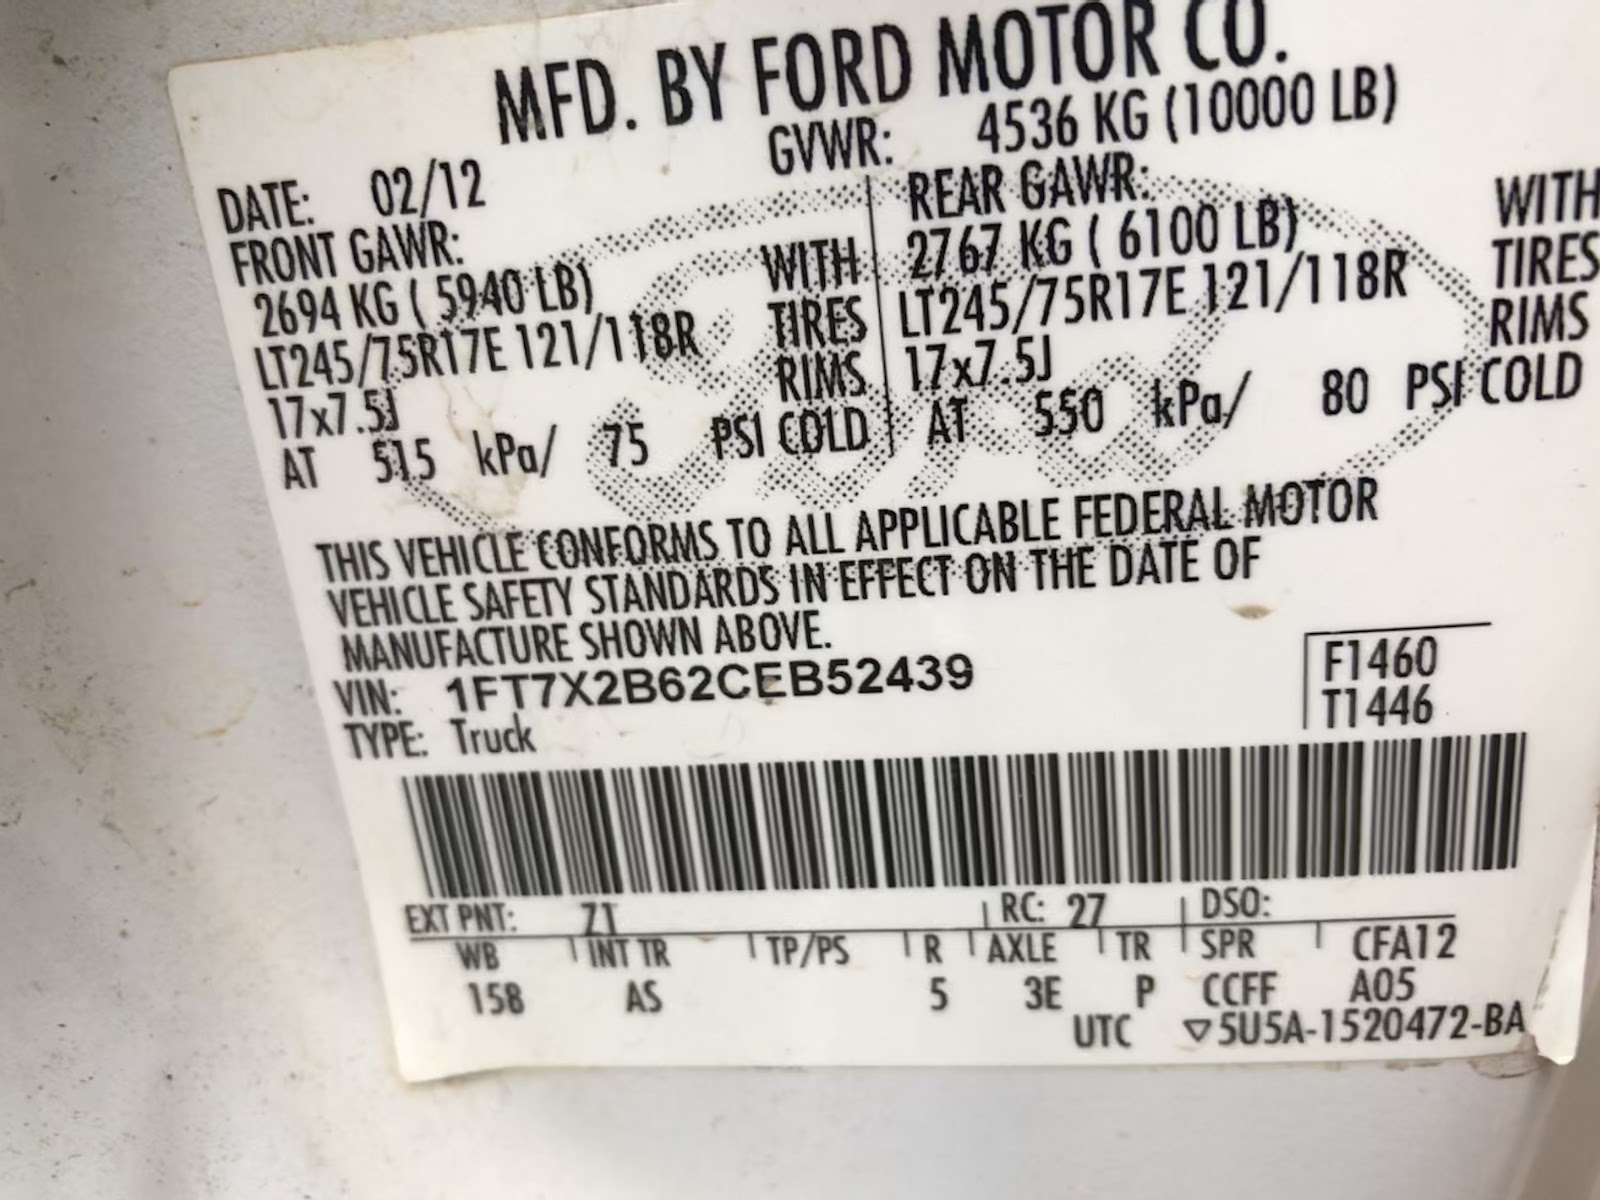 MFD. BY FORD MOTOR CO.
DATE: 02/12 GVWR: 4536 KG (10000 LB)
FRONT GAWR: REAR GAWR:
2694 KG ( 5940 LB) WITH 2767 KG ( 6100 LB) WITH
LT245/75R17E 121/118R TIRES LT245/75R17E 121/118R TIRES
17x7.5J RIMS 17x7.5J RIMS
AT 515 kPa/ 75 PSI COLD AT 550 kPa/ 80 PSI COLD
THIS VEHICLE CONFORMS TO ALL APPLICABLE FEDERAL MOTOR
VEHICLE SAFETY STANDARDS IN EFFECT ON THE DATE OF
MANUFACTURE SHOWN ABOVE.
VIN: 1FT7X2B62CEB52439 F1460
TYPE: Truck T1446
EXT PNT: Z1 RC: 27 DSO:
WB INT TR TP/PS R AXLE TR SPR CFA12
158 AS 5 3E P CCFF A05
UTC ▽5U5A-1520472-BA